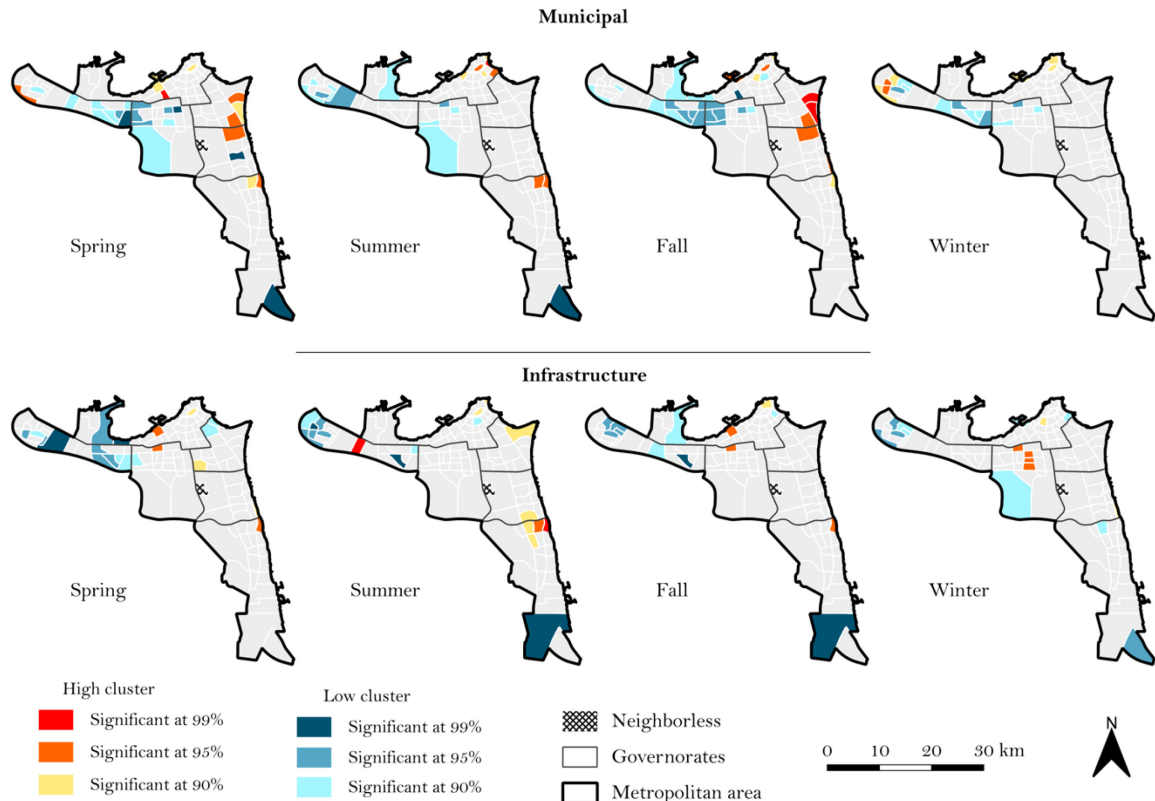 Municipal
Spring
Summer
Fall
Winter
Infrastructure
Spring
Summer
Fall
Winter
High cluster
Significant at 99%
Significant at 95%
Significant at 90%
Low cluster
Significant at 99%
Significant at 95%
Significant at 90%
Neighborless
Governorates
Metropolitan area
0 10 20 30 km
N